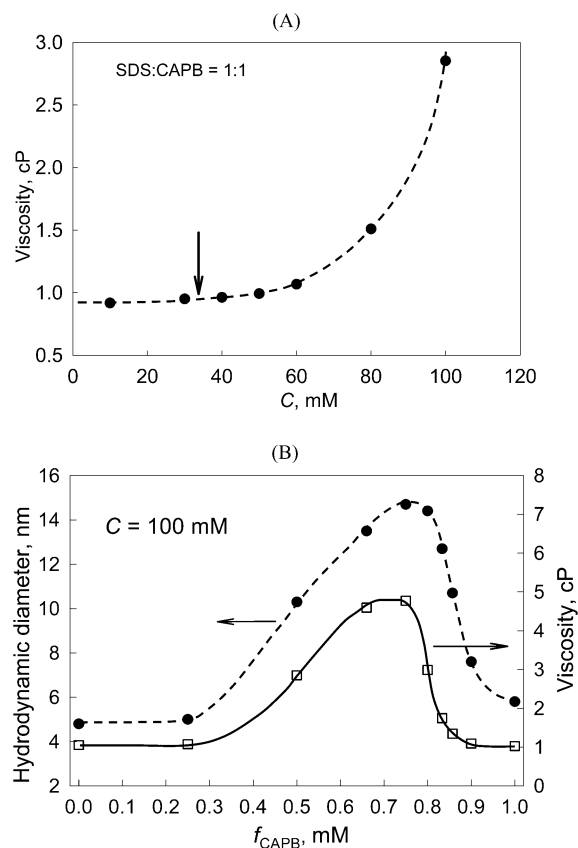 (A)
3.0
2.5
2.0
1.5
1.0
0.5
Viscosity, cP
SDS:CAPB = 1:1
0 20 40 60 80 100 120
C, mM
(B)
16
14
12
10
8
6
4
2
Hydrodynamic diameter, nm
C = 100 mM
8
7
6
5
4
3
2
1
0
Viscosity, cP
0.0 0.1 0.2 0.3 0.4 0.5 0.6 0.7 0.8 0.9 1.0
fCAPB, mM